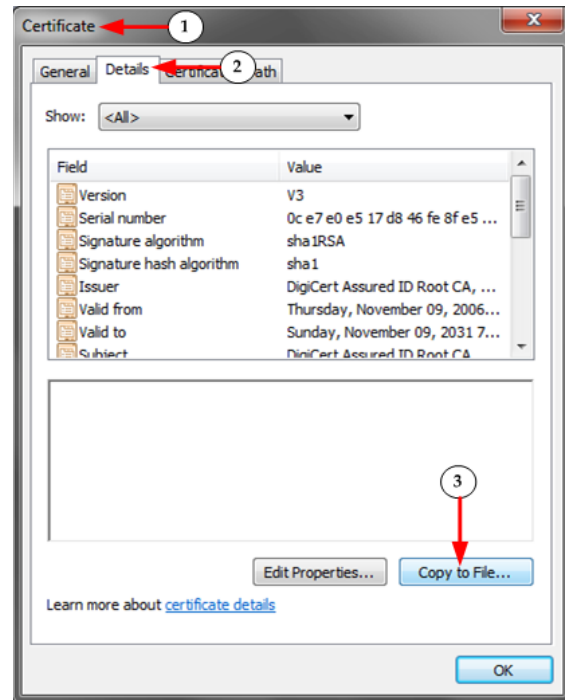 Certificate
1
General Details Certification Path
2
Show: <All>
Field Value
Version V3
Serial number 0c e7 e0 e5 17 d8 46 fe 8f e5 ...
Signature algorithm sha1RSA
Signature hash algorithm sha1
Issuer DigiCert Assured ID Root CA, ...
Valid from Thursday, November 09, 2006...
Valid to Sunday, November 09, 2031 7...
Subject DigiCert Assured ID Root CA
3
Edit Properties... Copy to File...
Learn more about certificate details
OK